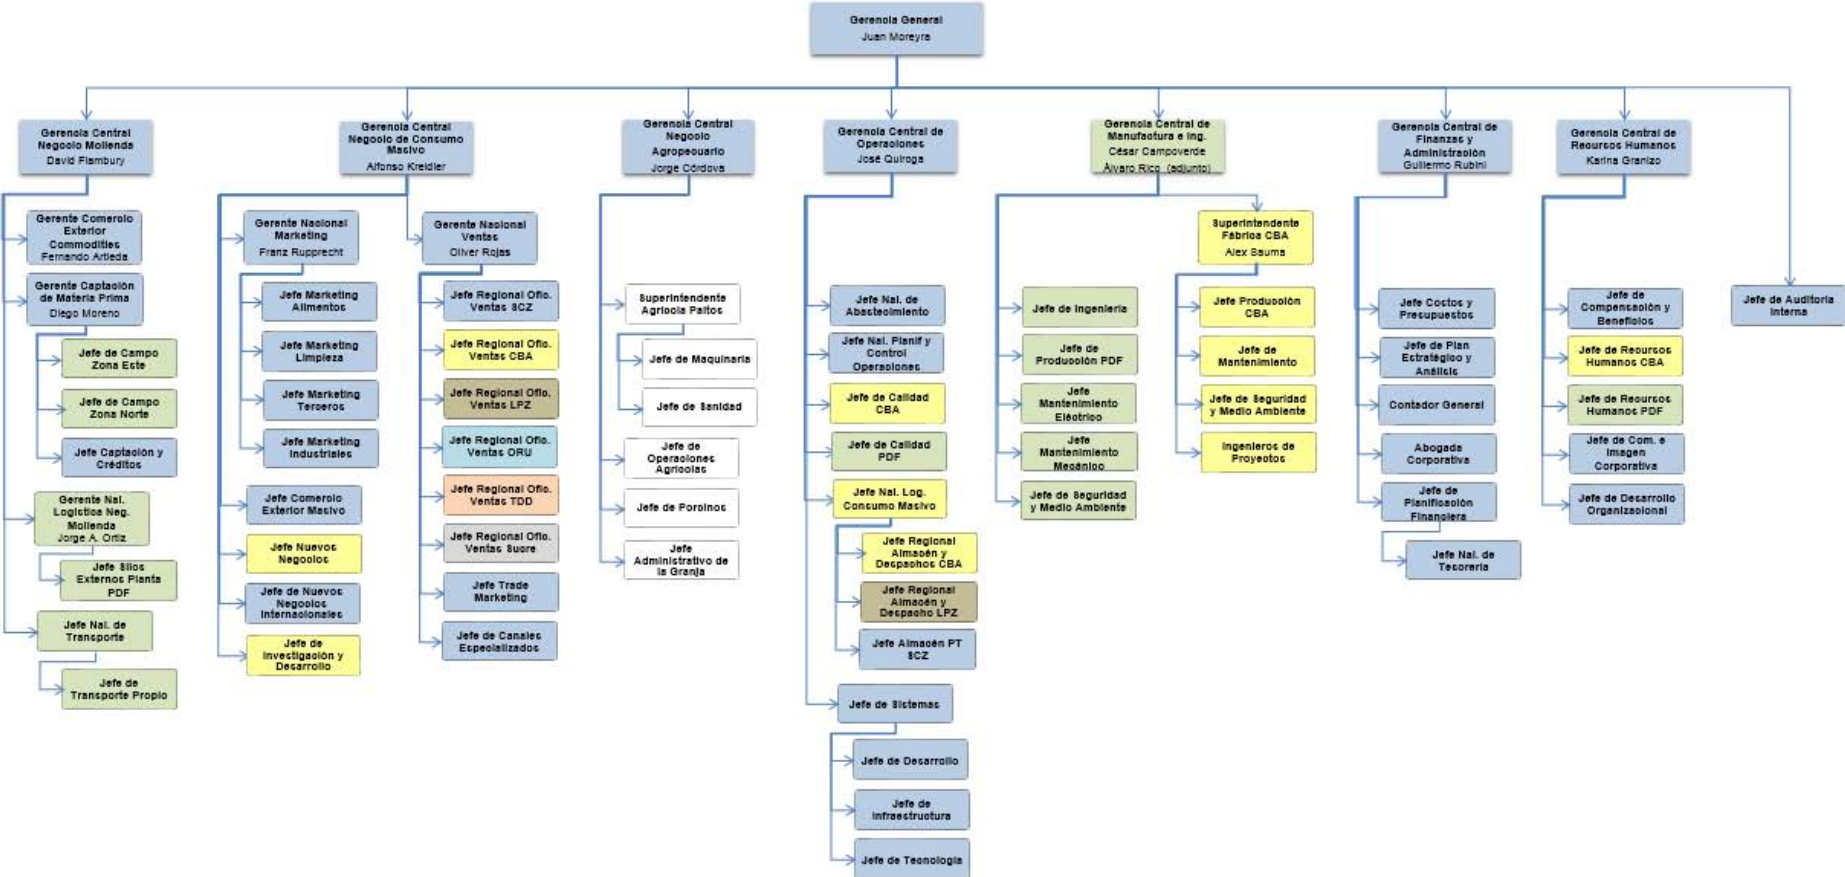 Gerencia General
Juan Moreyra
Gerencia Central
Negocio Molienda
David Flambury
Gerente Comercio
Exterior
Commodities
Fernando Artieda
Gerente Captación
de Materia Prima
Diego Moreno
Jefe de Campo
Zona Este
Jefe de Campo
Zona Norte
Jefe Captación y
Créditos
Gerente Nal.
Logística Neg.
Molienda
Jorge A. Ortiz
Jefe Silos
Externos Planta
PDF
Jefe Nal. de
Transporte
Jefe de
Transporte Propio
Gerencia Central
Negocio de Consumo
Masivo
Alfonso Kreidler
Gerente Nacional
Marketing
Franz Rupprecht
Jefe Marketing
Alimentos
Jefe Marketing
Limpieza
Jefe Marketing
Terceros
Jefe Marketing
Industriales
Jefe Comercio
Exterior Masivo
Jefe Nuevos
Negocios
Jefe de Nuevos
Negocios
Internacionales
Jefe de
Investigación y
Desarrollo
Gerente Nacional
Ventas
Oliver Rojas
Jefe Regional Ofic.
Ventas SCZ
Jefe Regional Ofic.
Ventas CBA
Jefe Regional Ofic.
Ventas LPZ
Jefe Regional Ofic.
Ventas ORU
Jefe Regional Ofic.
Ventas TDD
Jefe Regional Ofic.
Ventas Sucre
Jefe Trade
Marketing
Jefe de Canales
Especializados
Gerencia Central
Negocio
Agropecuario
Jorge Córdova
Superintendente
Agrícola Paitos
Jefe de Maquinaria
Jefe de Sanidad
Jefe de
Operaciones
Agrícolas
Jefe de Porcinos
Jefe
Administrativo de
la Granja
Gerencia Central de
Operaciones
José Quiroga
Jefe Nal. de
Abastecimiento
Jefe Nal. Planif y
Control
Operaciones
Jefe de Calidad
CBA
Jefe de Calidad
PDF
Jefe Nal. Log.
Consumo Masivo
Jefe Regional
Almacén y
Despachos CBA
Jefe Regional
Almacén y
Despacho LPZ
Jefe Almacén PT
SCZ
Jefe de Sistemas
Jefe de Desarrollo
Jefe de
Infraestructura
Jefe de Tecnología
Gerencia Central de
Manufactura e Ing.
César Campoverde
Álvaro Rico (adjunto)
Jefe de Ingeniería
Jefe de
Producción PDF
Jefe
Mantenimiento
Eléctrico
Jefe
Mantenimiento
Mecánico
Jefe de Seguridad
y Medio Ambiente
Superintendente
Fábrica CBA
Alex Sauma
Jefe Producción
CBA
Jefe de
Mantenimiento
Jefe de Seguridad
y Medio Ambiente
Ingenieros de
Proyectos
Gerencia Central de
Finanzas y
Administración
Guillermo Rubini
Jefe Costos y
Presupuestos
Jefe de Plan
Estratégico y
Análisis
Contador General
Abogada
Corporativa
Jefe de
Planificación
Financiera
Jefe Nal. de
Tesorería
Gerencia Central de
Recursos Humanos
Karina Granizo
Jefe de
Compensación y
Beneficios
Jefe de Recursos
Humanos CBA
Jefe de Recursos
Humanos PDF
Jefe de Com. e
Imagen
Corporativa
Jefe de Desarrollo
Organizacional
Jefe de Auditoría
Interna